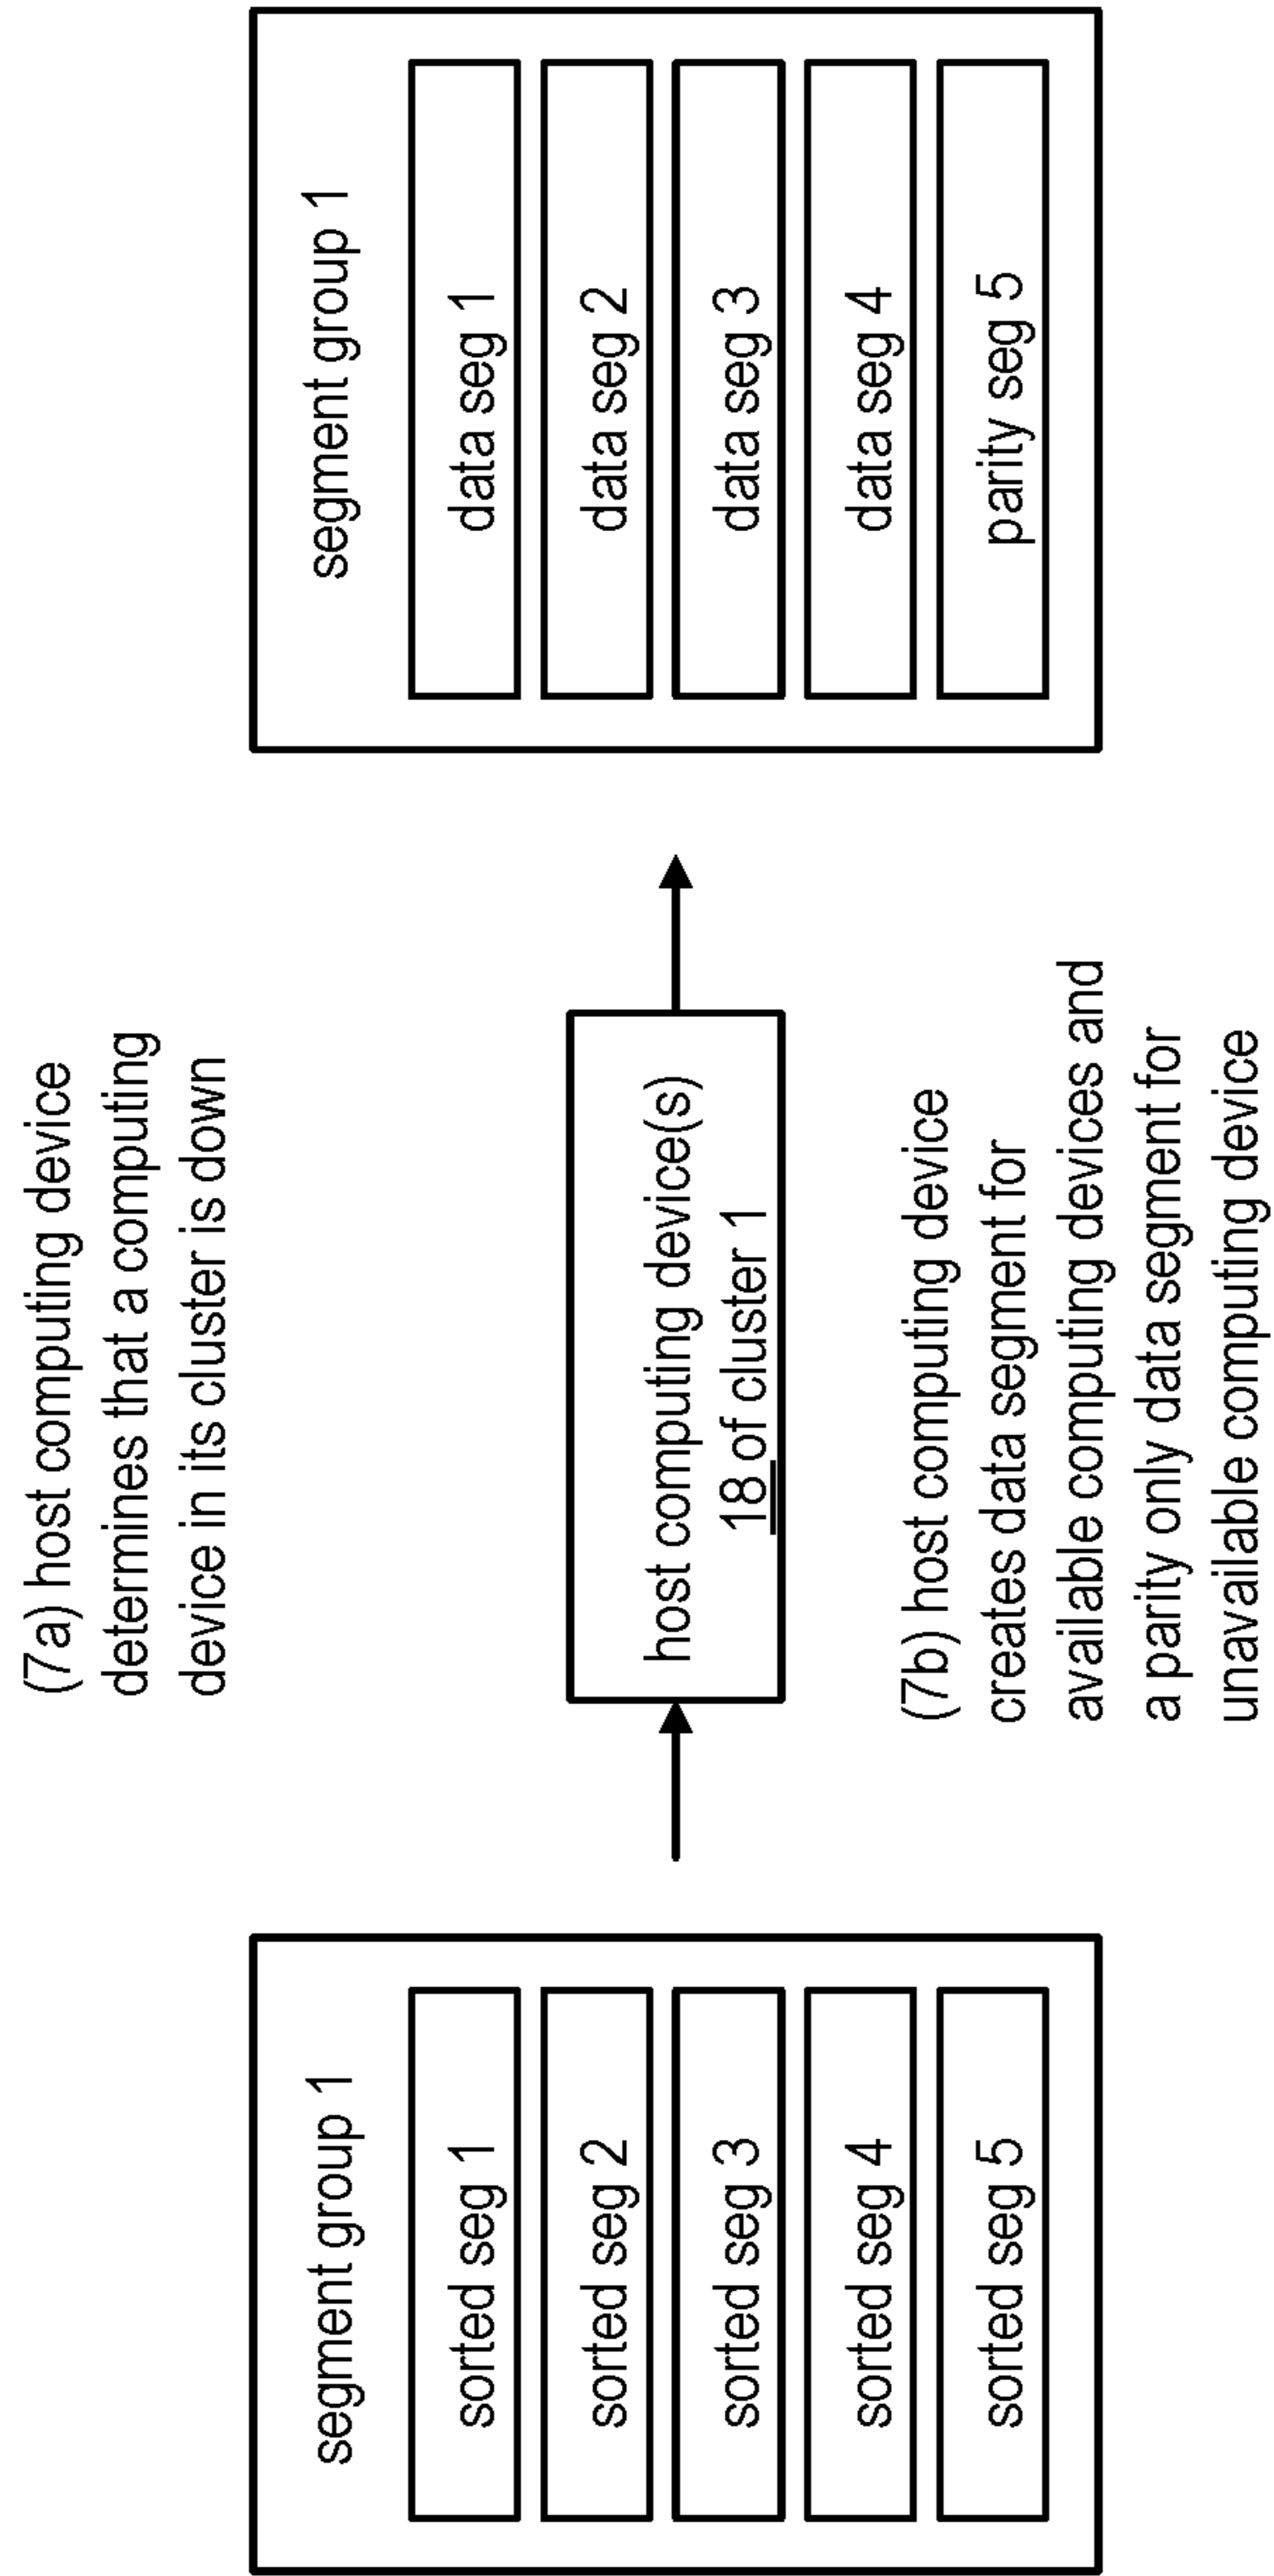 segment group 1
sorted seg 1
sorted seg 2
sorted seg 3
sorted seg 4
sorted seg 5
(7a) host computing device
determines that a computing
device in its cluster is down
host computing device(s)
18 of cluster 1
(7b) host computing device
creates data segment for
available computing devices and
a parity only data segment for
unavailable computing device
segment group 1
data seg 1
data seg 2
data seg 3
data seg 4
parity seg 5